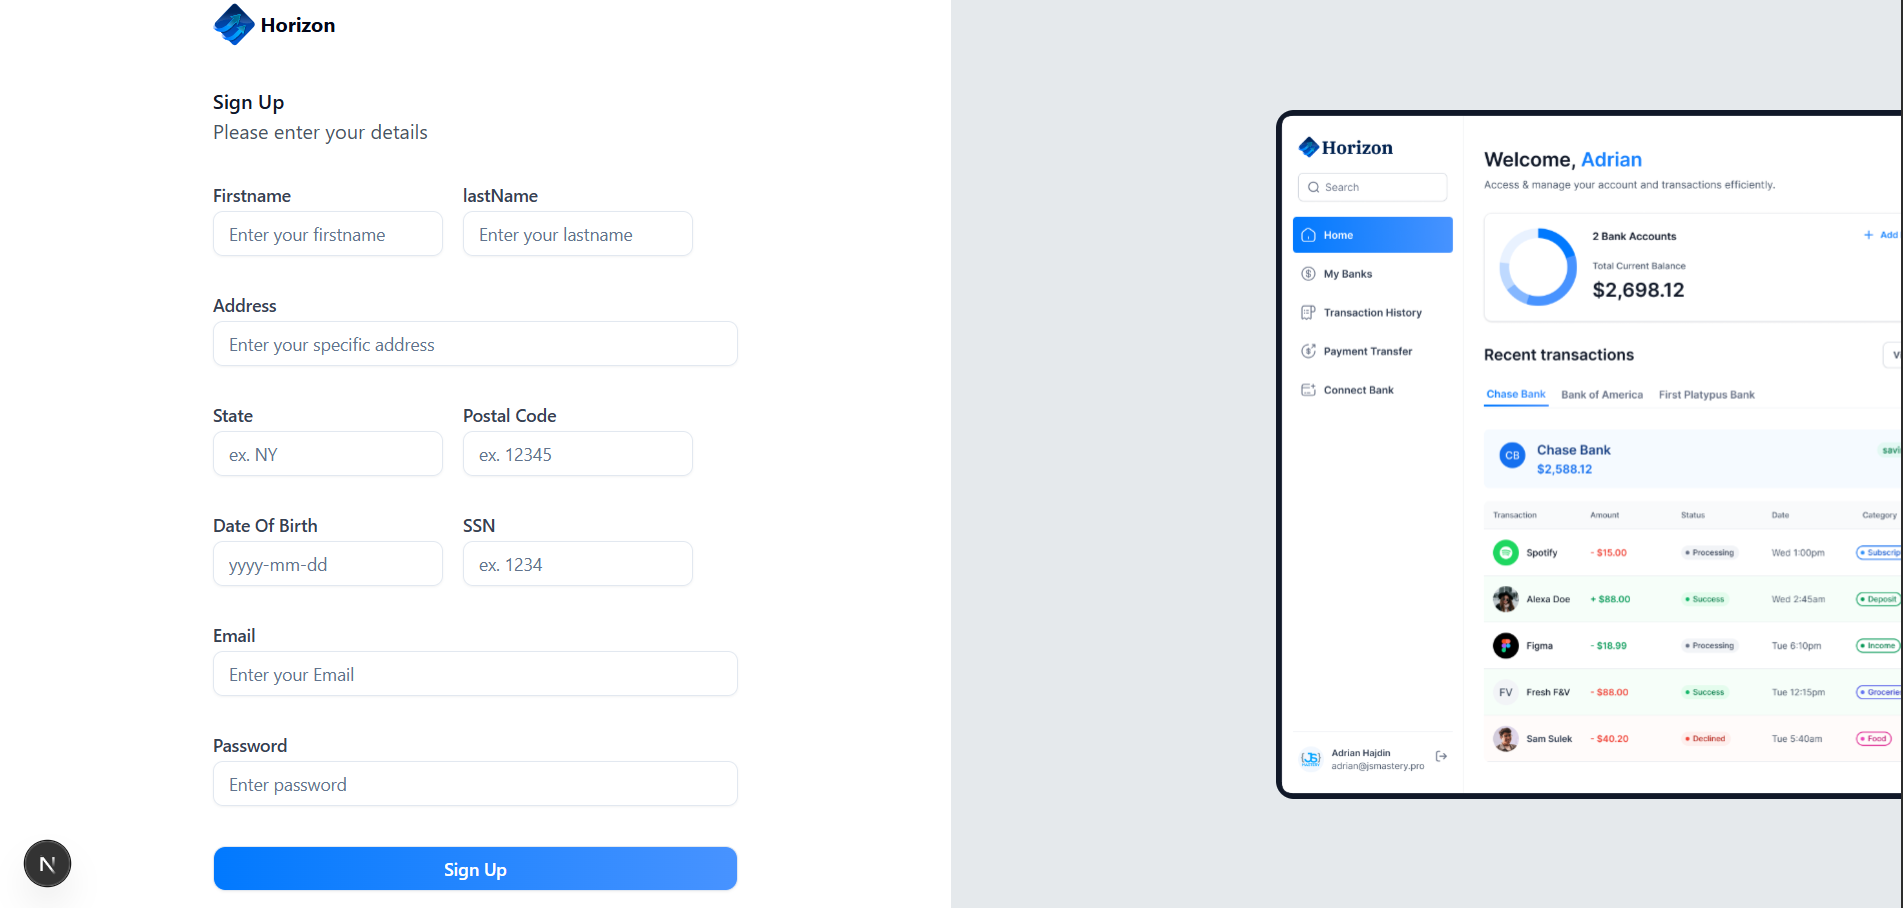 Horizon
Sign Up
Please enter your details
Firstname lastName
Enter your firstname Enter your lastname
Address
Enter your specific address
State Postal Code
ex. NY ex. 12345
Date Of Birth SSN
yyyy-mm-dd ex. 1234
Email
Enter your Email
Password
Enter password
Sign Up
N
Horizon
Search
Home
My Banks
Transaction History
Payment Transfer
Connect Bank
JS
Adrian Hajdin
adrian@jsmastery.pro
Welcome, Adrian
Access & manage your account and transactions efficiently.
2 Bank Accounts + Add
Total Current Balance
$2,698.12
Recent transactions
Chase Bank Bank of America First Platypus Bank
CB Chase Bank savi
$2,588.12
Transaction Amount Status Date Category
Spotify - $15.00 Processing Wed 1:00pm Subscrip
Alexa Doe + $88.00 Success Wed 2:45am Deposit
Figma - $18.99 Processing Tue 6:10pm Income
FV Fresh F&V - $88.00 Success Tue 12:15pm Grocerie
Sam Sulek - $40.20 Declined Tue 5:40am Food